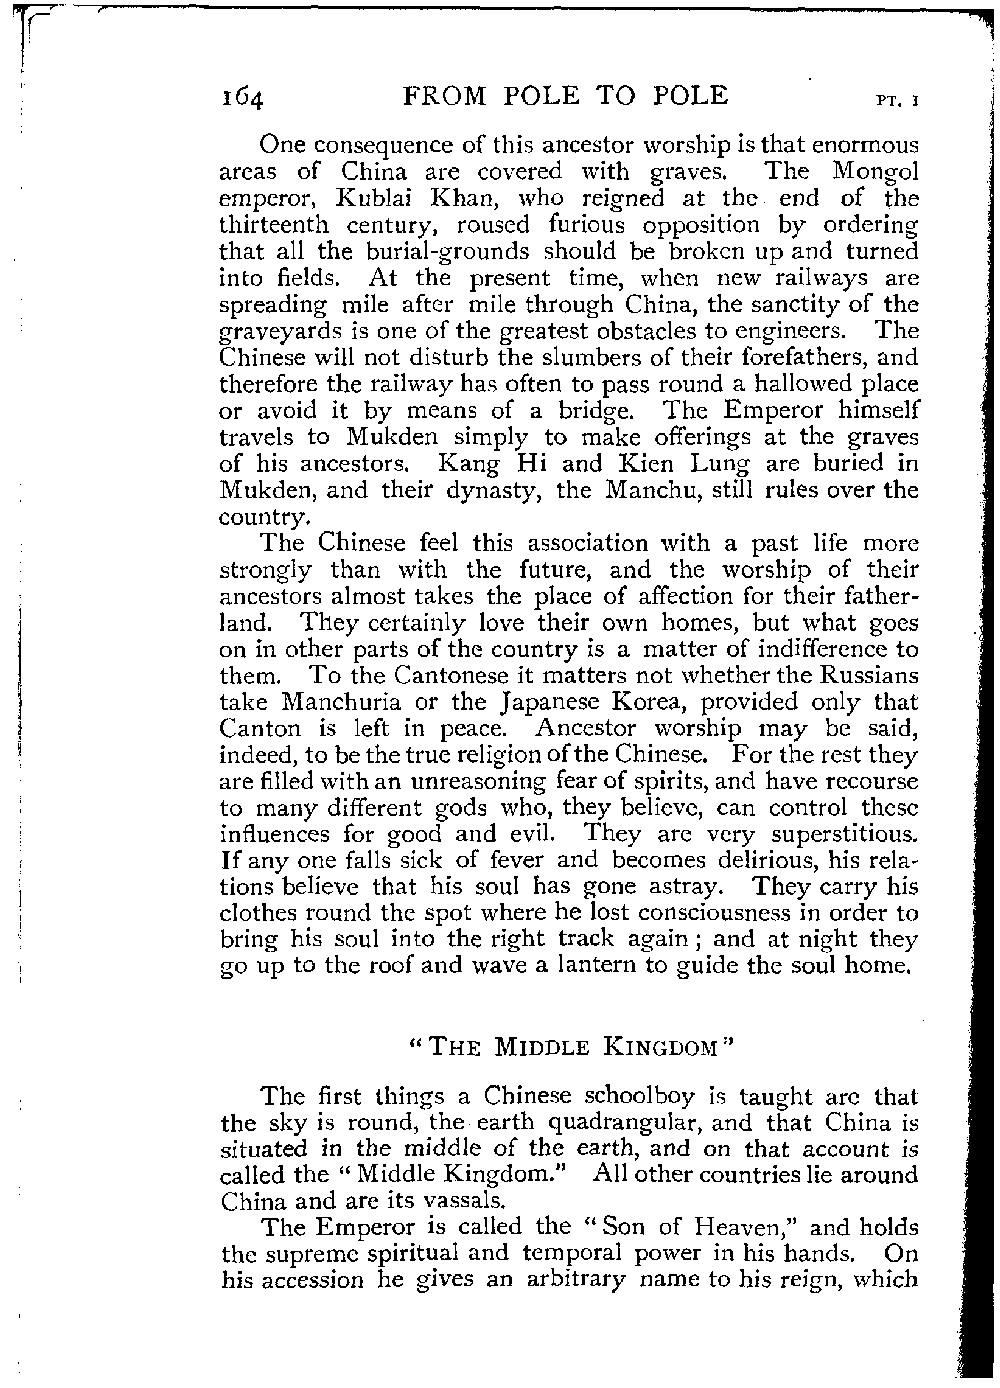 164 FROM POLE TO POLE PT. I
One consequence of this ancestor worship is that enormous
areas of China are covered with graves. The Mongol
emperor, Kublai Khan, who reigned at the end of the
thirteenth century, roused furious opposition by ordering
that all the burial-grounds should be broken up and turned
into fields. At the present time, when new railways are
spreading mile after mile through China, the sanctity of the
graveyards is one of the greatest obstacles to engineers. The
Chinese will not disturb the slumbers of their forefathers, and
therefore the railway has often to pass round a hallowed place
or avoid it by means of a bridge. The Emperor himself
travels to Mukden simply to make offerings at the graves
of his ancestors. Kang Hi and Kien Lung are buried in
Mukden, and their dynasty, the Manchu, still rules over the
country.
The Chinese feel this association with a past life more
strongly than with the future, and the worship of their
ancestors almost takes the place of affection for their father-
land. They certainly love their own homes, but what goes
on in other parts of the country is a matter of indifference to
them. To the Cantonese it matters not whether the Russians
take Manchuria or the Japanese Korea, provided only that
Canton is left in peace. Ancestor worship may be said,
indeed, to be the true religion of the Chinese. For the rest they
are filled with an unreasoning fear of spirits, and have recourse
to many different gods who, they believe, can control these
influences for good and evil. They are very superstitious.
If any one falls sick of fever and becomes delirious, his rela-
tions believe that his soul has gone astray. They carry his
clothes round the spot where he lost consciousness in order to
bring his soul into the right track again; and at night they
go up to the roof and wave a lantern to guide the soul home.
"THE MIDDLE KINGDOM"
The first things a Chinese schoolboy is taught are that
the sky is round, the earth quadrangular, and that China is
situated in the middle of the earth, and on that account is
called the "Middle Kingdom." All other countries lie around
China and are its vassals.
The Emperor is called the "Son of Heaven," and holds
the supreme spiritual and temporal power in his hands. On
his accession he gives an arbitrary name to his reign, which